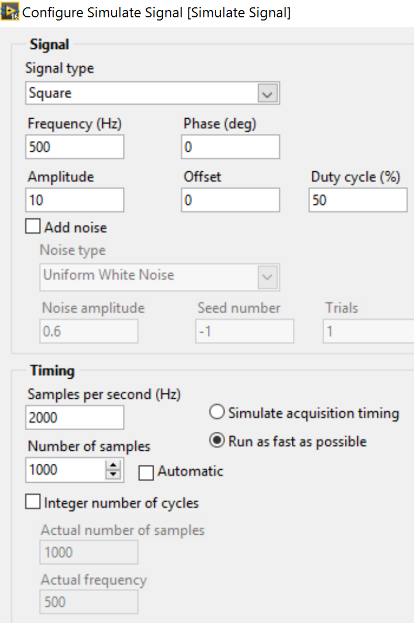 Configure Simulate Signal [Simulate Signal]
Signal
Signal type
Square
Frequency (Hz) Phase (deg)
500 0
Amplitude Offset Duty cycle (%)
10 0 50
Add noise
Noise type
Uniform White Noise
Noise amplitude Seed number Trials
0.6 -1 1
Timing
Samples per second (Hz)
2000
Simulate acquisition timing
Run as fast as possible
Number of samples
1000
Automatic
Integer number of cycles
Actual number of samples
1000
Actual frequency
500